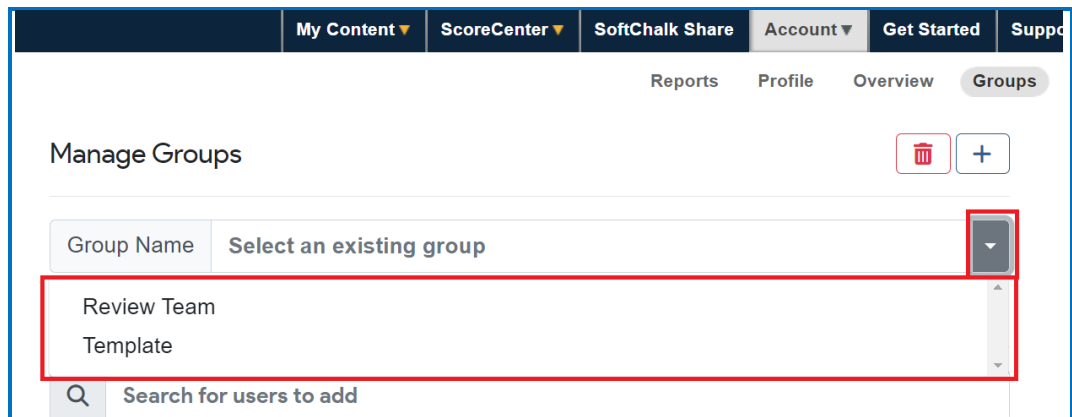 My Content ScoreCenter SoftChalk Share Account Get Started Suppo
Reports Profile Overview Groups
Manage Groups
Group Name Select an existing group
Review Team
Template
Search for users to add